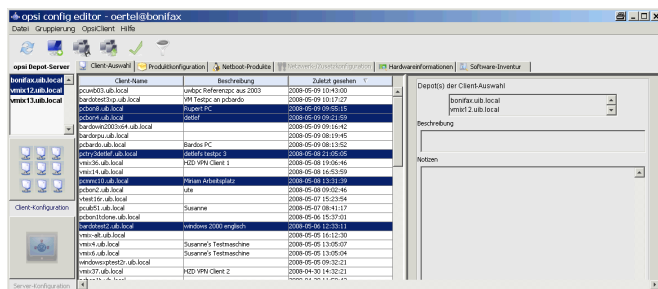 opsi config editor - oertel@bonifax
Datei Gruppierung OpsiClient Hilfe
opsi Depot-Server
Client-Auswahl Produktkonfiguration Netboot-Produkte Netzwerk-/Zusatzkonfiguration Hardwareinformationen Software-Inventur
bonifax.uib.local
vmix12.uib.local
vmix13.uib.local
Client-Name Beschreibung Zuletzt gesehen
pcuwb03.uib.local uwbpc Referenzpc aus 2003 2008-05-09 10:43:00
bardotest3xp.uib.local VM Testpc an pcbardo 2008-05-09 10:17:27
pcbon8.uib.local Rupert PC 2008-05-09 09:55:15
pcbon4.uib.local detlef 2008-05-09 09:21:59
bardowin2003x64.uib.local 2008-05-09 09:16:42
bardorpu.uib.local 2008-05-09 08:19:45
pcbardo.uib.local Bardos PC 2008-05-09 08:13:52
pctry3detlef.uib.local detlefs testpc 3 2008-05-08 21:05:05
vmix36.uib.local HZD VPN Client 1 2008-05-08 19:06:46
vmix14.uib.local 2008-05-08 16:53:59
pcmmc10.uib.local Miriam Arbeitsplatz 2008-05-08 13:31:39
pcbon2.uib.local ute 2008-05-08 09:02:46
vtest16r.uib.local 2008-05-07 15:23:54
pcub51.uib.local Susanne 2008-05-07 08:41:17
pcbon1tclone.uib.local 2008-05-06 15:37:01
bardotest2.uib.local windows 2000 englisch 2008-05-06 12:33:11
vmix-alt.uib.local 2008-05-05 16:12:30
vmix4.uib.local Susanne's Testmaschine 2008-05-05 13:05:07
vmix6.uib.local Susanne's Testmaschine 2008-05-05 13:05:04
windowsxptest2r.uib.local 2008-05-05 09:32:21
vmix37.uib.local HZD VPN Client 2 2008-04-30 14:32:21
Client-Konfiguration
Server-Konfiguration
Depot(s) der Client-Auswahl
bonifax.uib.local
vmix12.uib.local
Beschreibung
Notizen